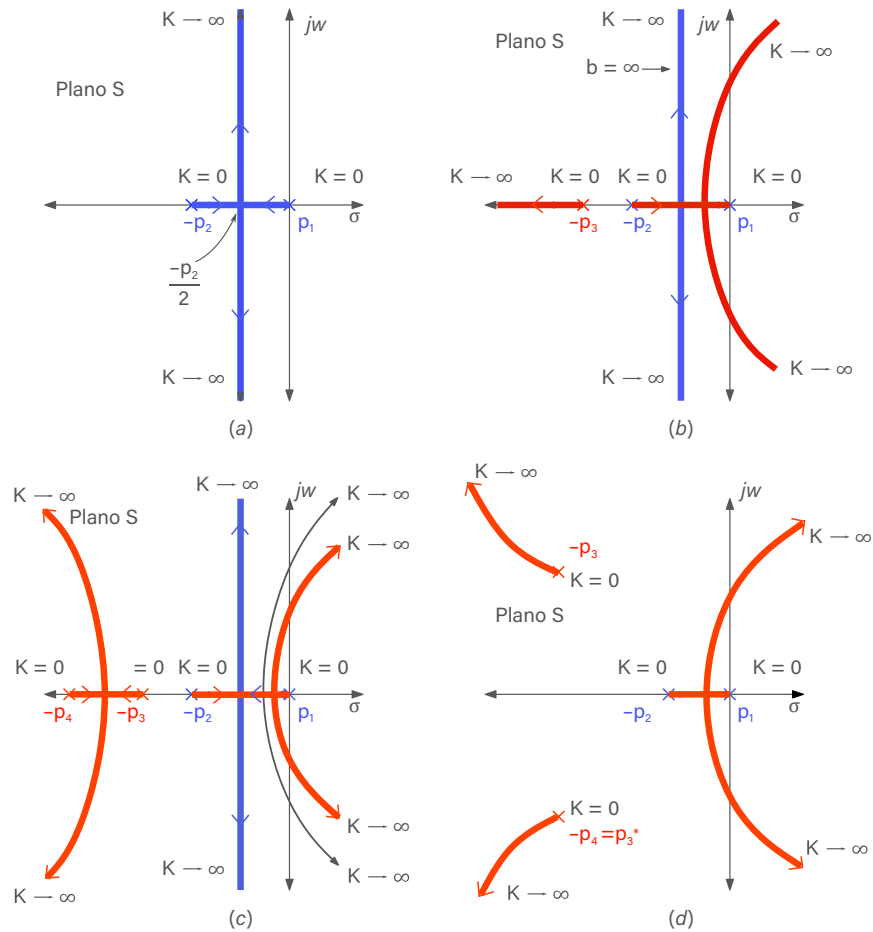 K → ∞
jw
Plano S
K = 0
K = 0
–p₂
p₁
σ
–p₂
2
K → ∞
(a)
K → ∞
jw
Plano S
K → ∞
b = ∞
K → ∞
K = 0
K = 0
K = 0
–p₃
–p₂
p₁
σ
K → ∞
K → ∞
(b)
K → ∞
K → ∞
jw
K → ∞
Plano S
K → ∞
K = 0
= 0
K = 0
K = 0
–p₄
–p₃
–p₂
p₁
σ
K → ∞
K → ∞
K → ∞
K → ∞
(c)
K → ∞
jw
K → ∞
–p₃
K = 0
Plano S
K = 0
K = 0
–p₂
p₁
σ
K = 0
–p₄=p₃*
K → ∞
K → ∞
(d)